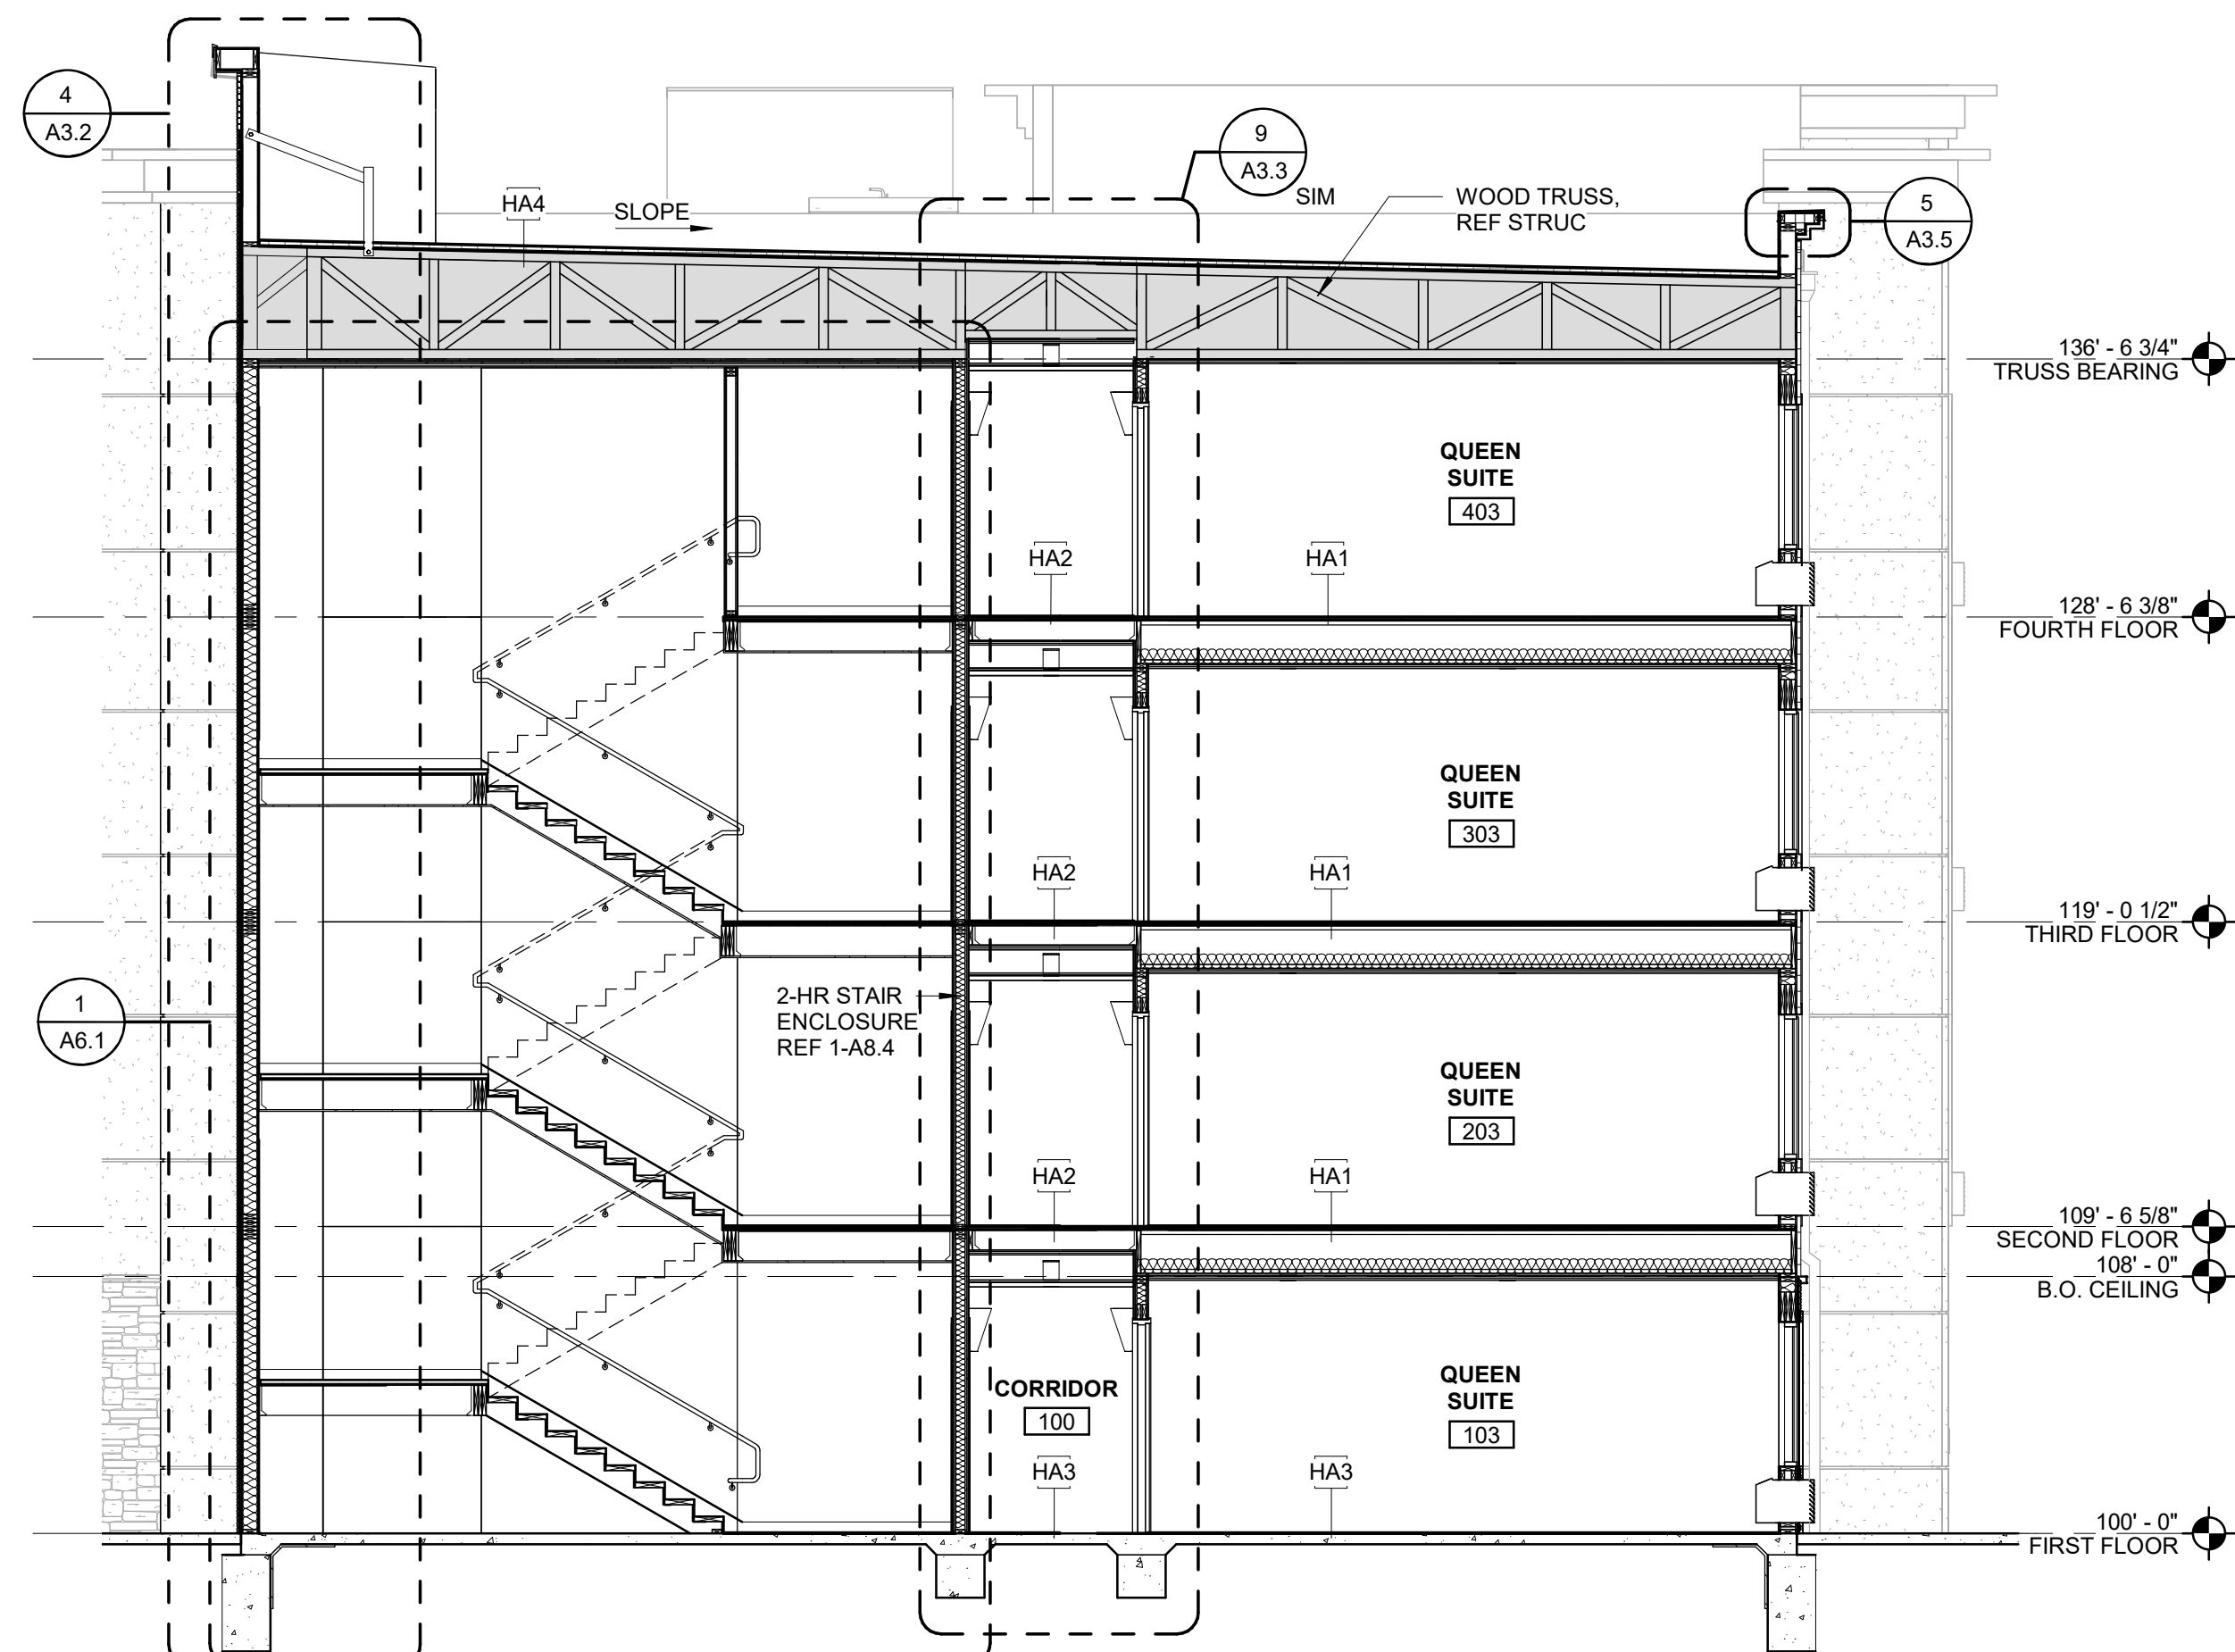 4
A3.2
9
A3.3
SIM
HA4
SLOPE
WOOD TRUSS,
REF STRUC
5
A3.5
136' - 6 3/4"
TRUSS BEARING
QUEEN
SUITE
403
HA2
HA1
128' - 6 3/8"
FOURTH FLOOR
QUEEN
SUITE
303
HA2
HA1
119' - 0 1/2"
THIRD FLOOR
1
A6.1
2-HR STAIR
ENCLOSURE
REF 1-A8.4
QUEEN
SUITE
203
HA2
HA1
109' - 6 5/8"
SECOND FLOOR
108' - 0"
B.O. CEILING
CORRIDOR
100
QUEEN
SUITE
103
HA3
HA3
100' - 0"
FIRST FLOOR